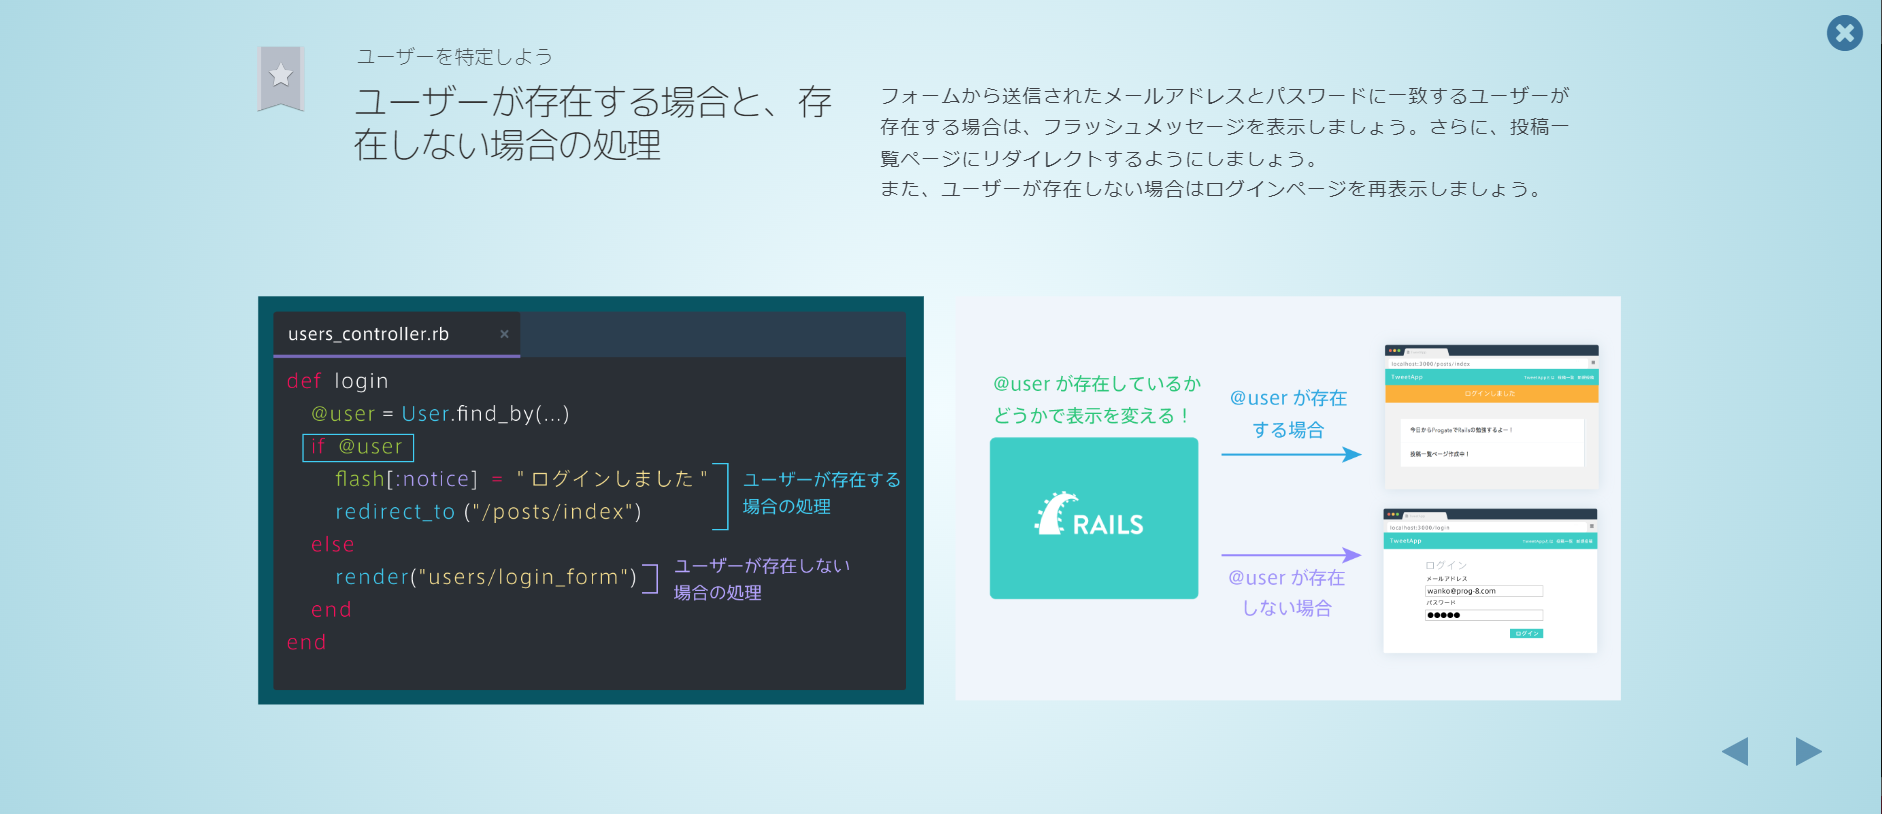 ユーザーを特定しよう
ユーザーが存在する場合と、存
在しない場合の処理
フォームから送信されたメールアドレスとパスワードに一致するユーザーが
存在する場合は、フラッシュメッセージを表示しましょう。さらに、投稿一
覧ページにリダイレクトするようにしましょう。
また、ユーザーが存在しない場合はログインページを再表示しましょう。
users_controller.rb ×
def login
@user = User.find_by(...)
if @user
flash[:notice] = "ログインしました"
redirect_to ("/posts/index")
else
render("users/login_form")
end
end
ユーザーが存在する
場合の処理
ユーザーが存在しない
場合の処理
@user が存在しているか
どうかで表示を変える！
RAILS
@user が存在
する場合
@user が存在
しない場合
localhost:3000/posts/index
TweetApp
ログインしました
今日からProgateでRailsの勉強するよー！
投稿一覧ページ作成中！
localhost:3000/login
TweetApp
ログイン
メールアドレス
wanko@prog-8.com
パスワード
●●●●●
ログイン